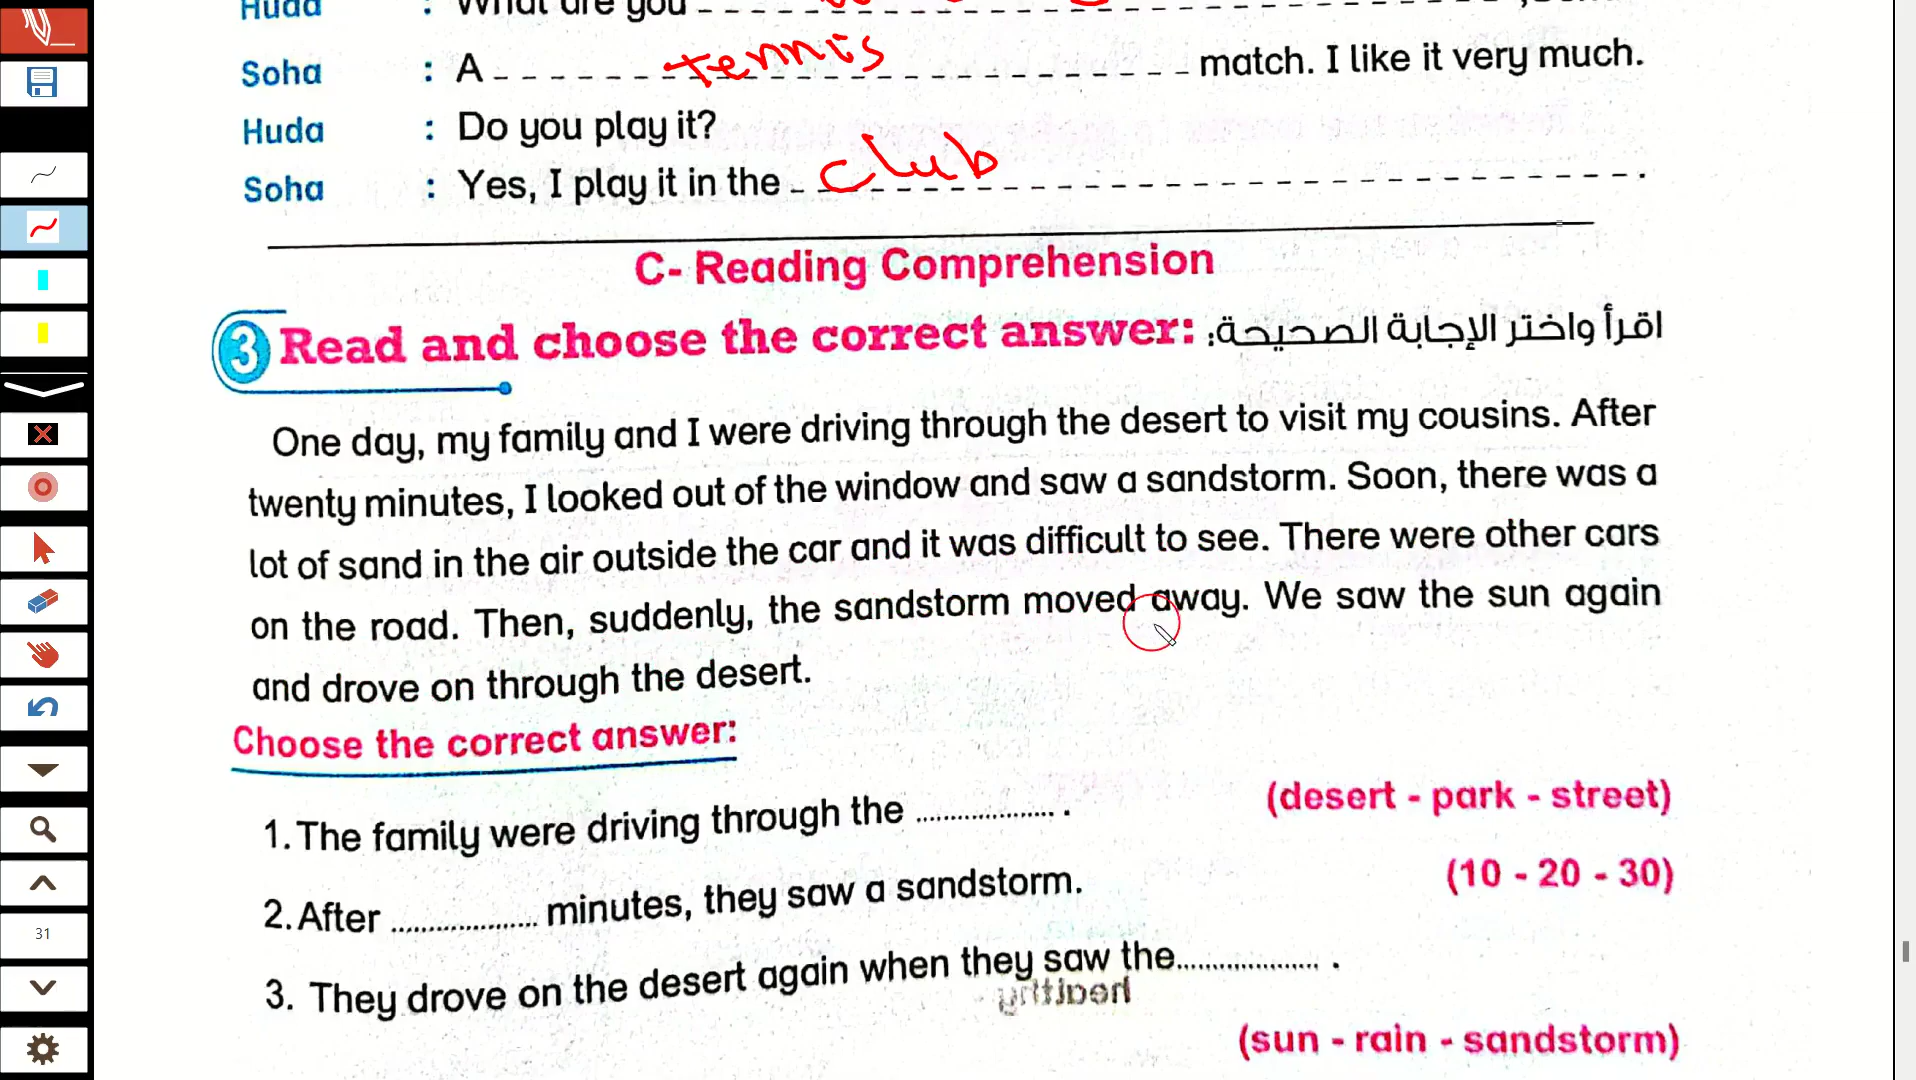 Huda : What are you
Soha : A tennis match. I like it very much.
Huda : Do you play it?
Soha : Yes, I play it in the club .
C- Reading Comprehension
3 Read and choose the correct answer: اقرأ واختر الإجابة الصحيحة:
One day, my family and I were driving through the desert to visit my cousins. After
twenty minutes, I looked out of the window and saw a sandstorm. Soon, there was a
lot of sand in the air outside the car and it was difficult to see. There were other cars
on the road. Then, suddenly, the sandstorm moved away. We saw the sun again
and drove on through the desert.
Choose the correct answer:
1. The family were driving through the .................... . (desert - park - street)
2. After .................... minutes, they saw a sandstorm. (10 - 20 - 30)
3. They drove on the desert again when they saw the.................... .
(sun - rain - sandstorm)
31